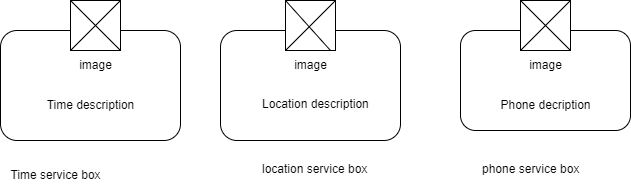 image
image
image
Time description
Location description
Phone decription
Time service box
location service box
phone service box